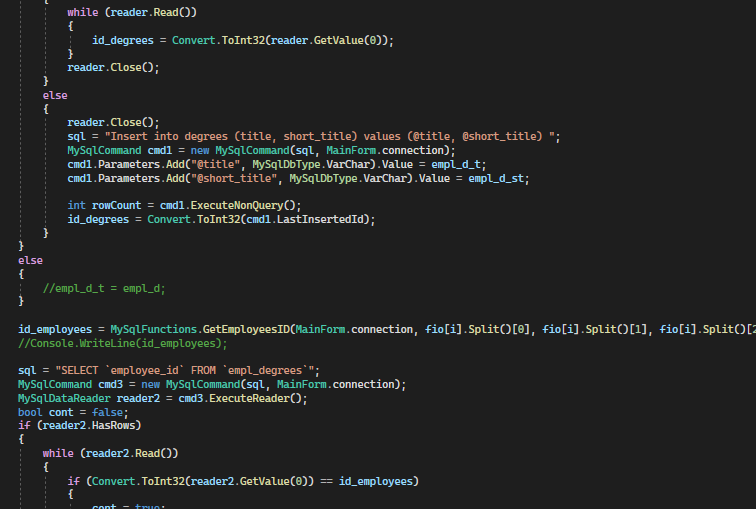 {
while (reader.Read())
{
id_degrees = Convert.ToInt32(reader.GetValue(0));
}
reader.Close();
}
else
{
reader.Close();
sql = "Insert into degrees (title, short_title) values (@title, @short_title) ";
MySqlCommand cmd1 = new MySqlCommand(sql, MainForm.connection);
cmd1.Parameters.Add("@title", MySqlDbType.VarChar).Value = empl_d_t;
cmd1.Parameters.Add("@short_title", MySqlDbType.VarChar).Value = empl_d_st;
int rowCount = cmd1.ExecuteNonQuery();
id_degrees = Convert.ToInt32(cmd1.LastInsertedId);
}
}
else
{
//empl_d_t = empl_d;
}
id_employees = MySqlFunctions.GetEmployeesID(MainForm.connection, fio[i].Split()[0], fio[i].Split()[1], fio[i].Split()[2
//Console.WriteLine(id_employees);
sql = "SELECT `employee_id` FROM `empl_degrees`";
MySqlCommand cmd3 = new MySqlCommand(sql, MainForm.connection);
MySqlDataReader reader2 = cmd3.ExecuteReader();
bool cont = false;
if (reader2.HasRows)
{
while (reader2.Read())
{
if (Convert.ToInt32(reader2.GetValue(0)) == id_employees)
{
cont = true;